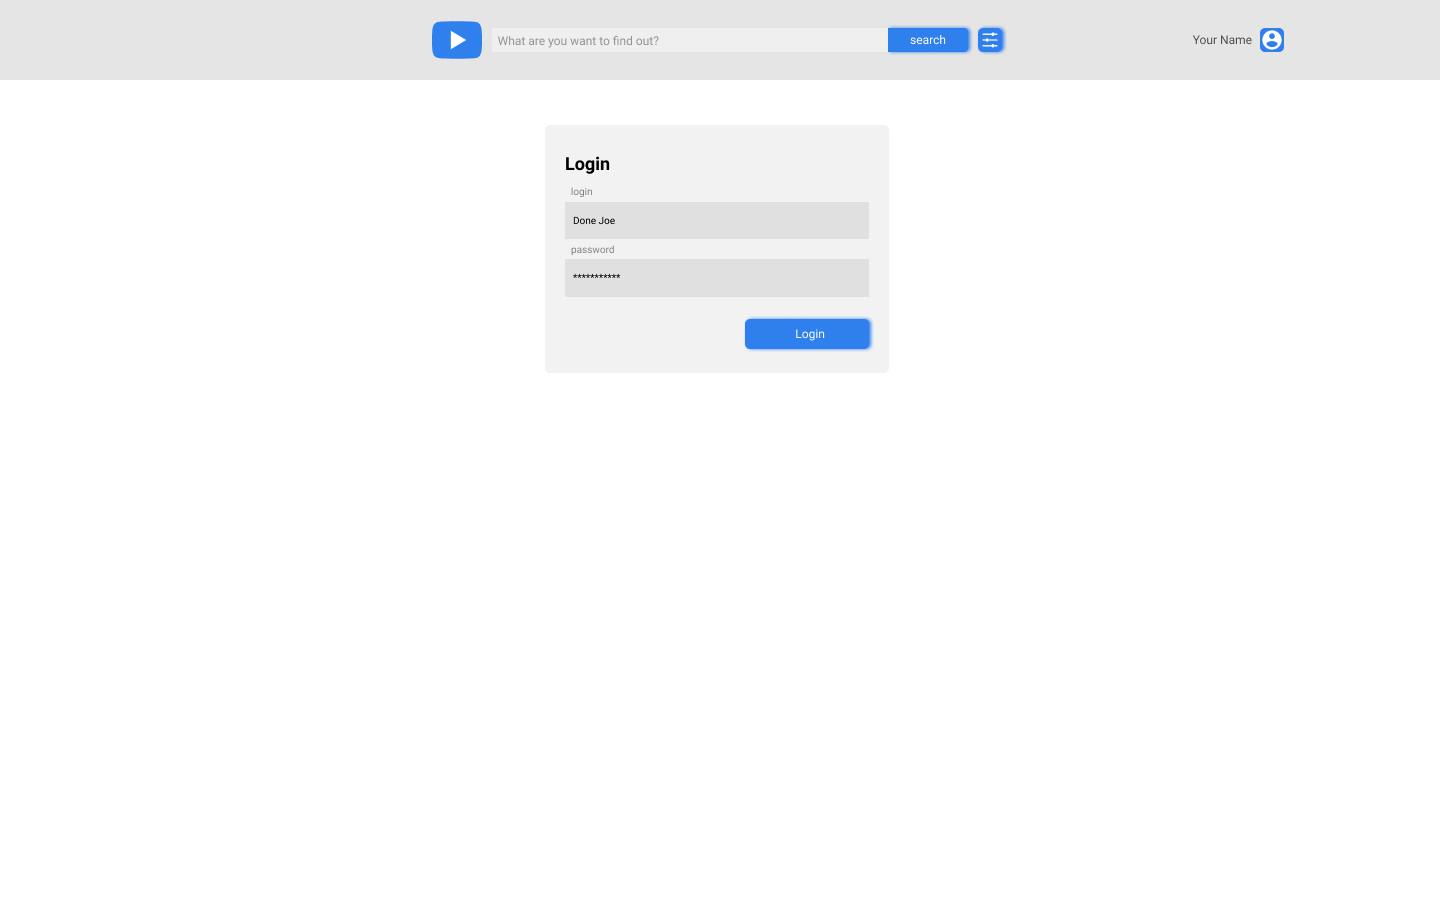 What are you want to find out?
search
Your Name
Login
login
Done Joe
password
***********
Login